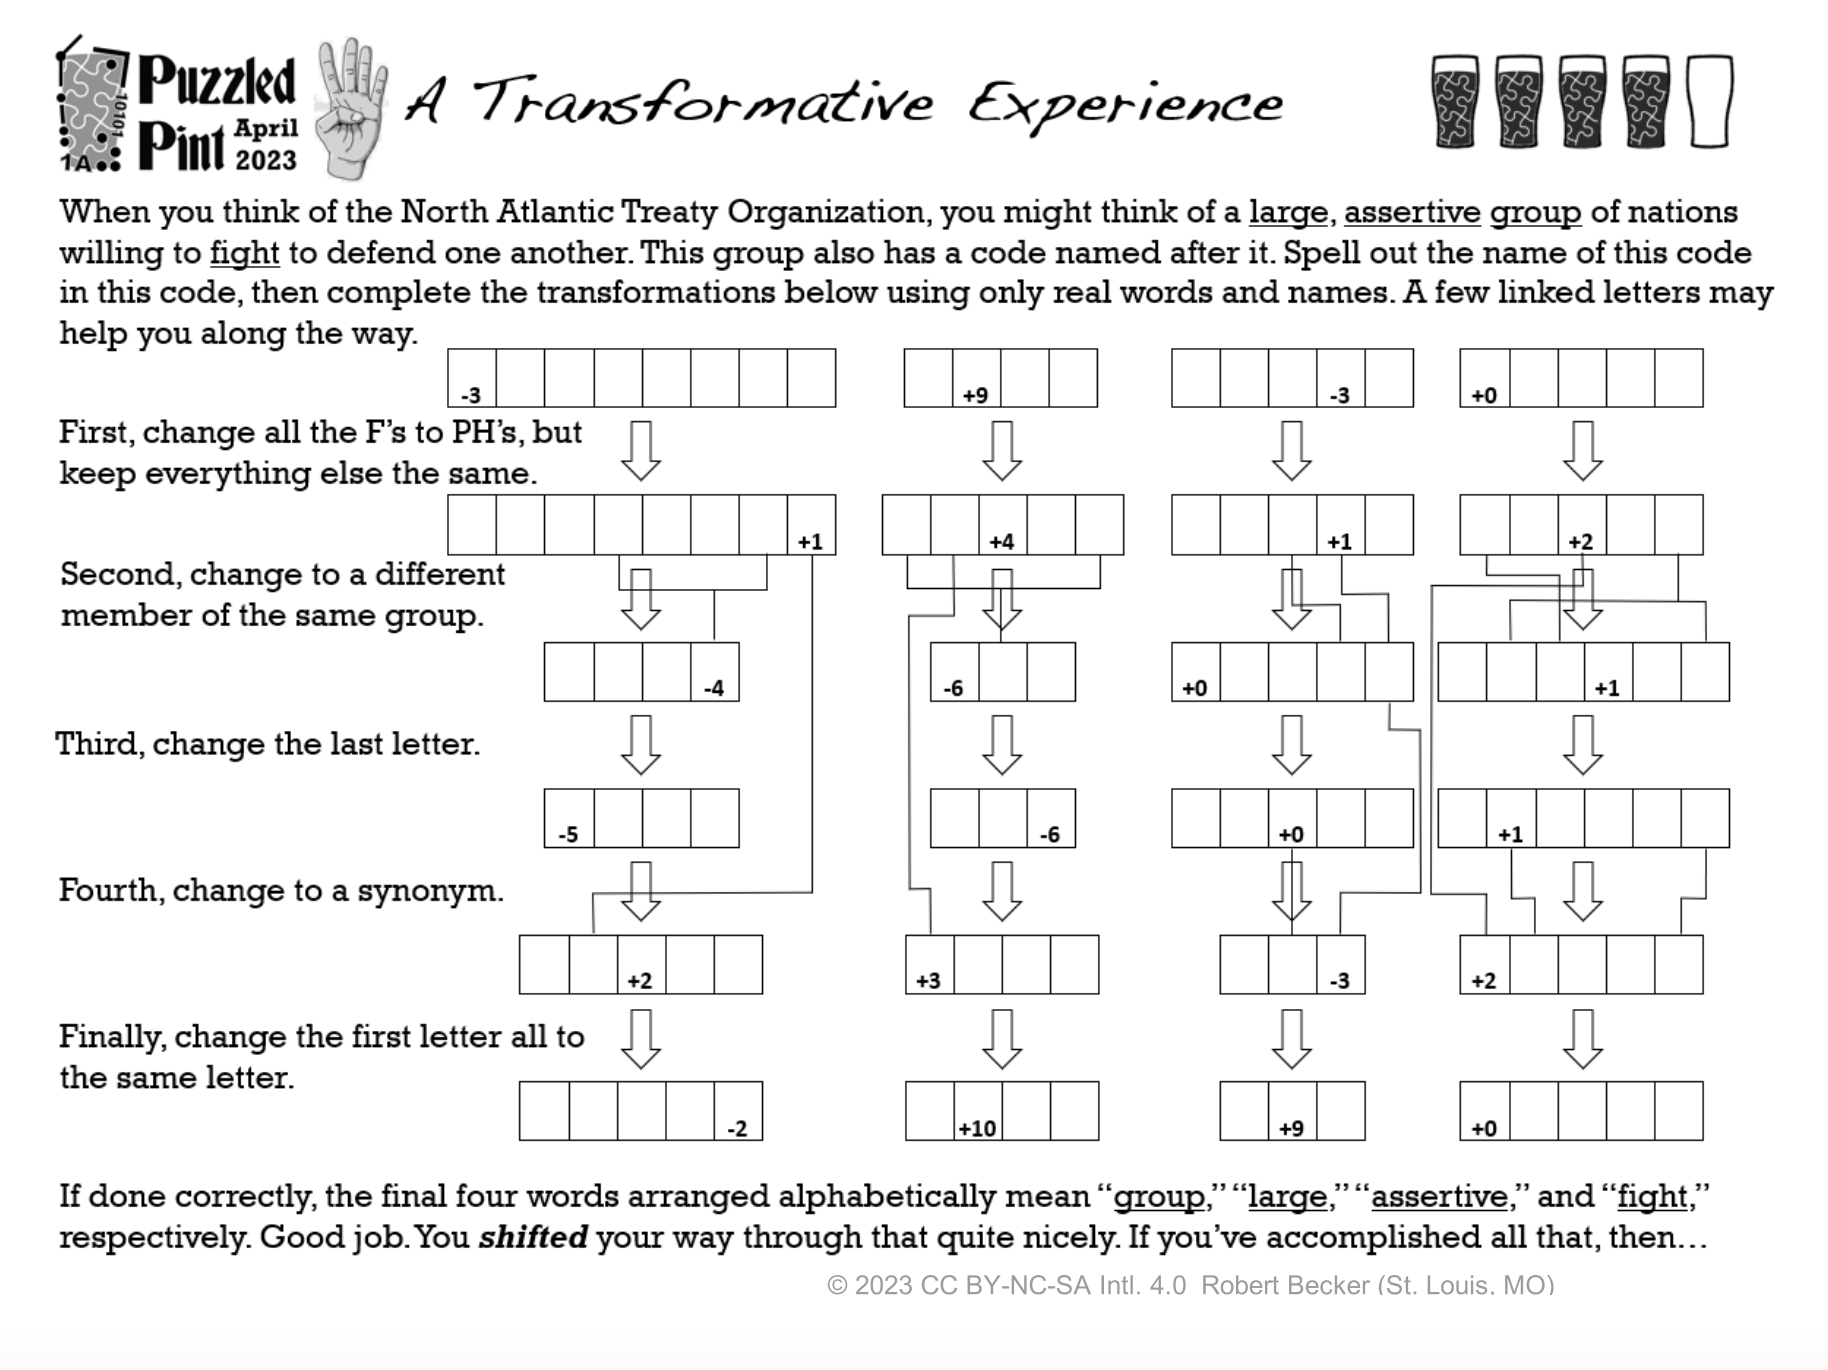 Puzzled
Pint April
2023
10101
1A
A Transformative Experience
When you think of the North Atlantic Treaty Organization, you might think of a large, assertive group of nations
willing to fight to defend one another. This group also has a code named after it. Spell out the name of this code
in this code, then complete the transformations below using only real words and names. A few linked letters may
help you along the way.
-3 +9 -3 +0
First, change all the F's to PH's, but
keep everything else the same.
+1 +4 +1 +2
Second, change to a different
member of the same group.
-4 -6 +0 +1
Third, change the last letter.
-5 -6 +0 +1
Fourth, change to a synonym.
+2 +3 -3 +2
Finally, change the first letter all to
the same letter.
-2 +10 +9 +0
If done correctly, the final four words arranged alphabetically mean “group,” “large,” “assertive,” and “fight,”
respectively. Good job. You shifted your way through that quite nicely. If you’ve accomplished all that, then…
© 2023 CC BY-NC-SA Intl. 4.0 Robert Becker (St. Louis, MO)